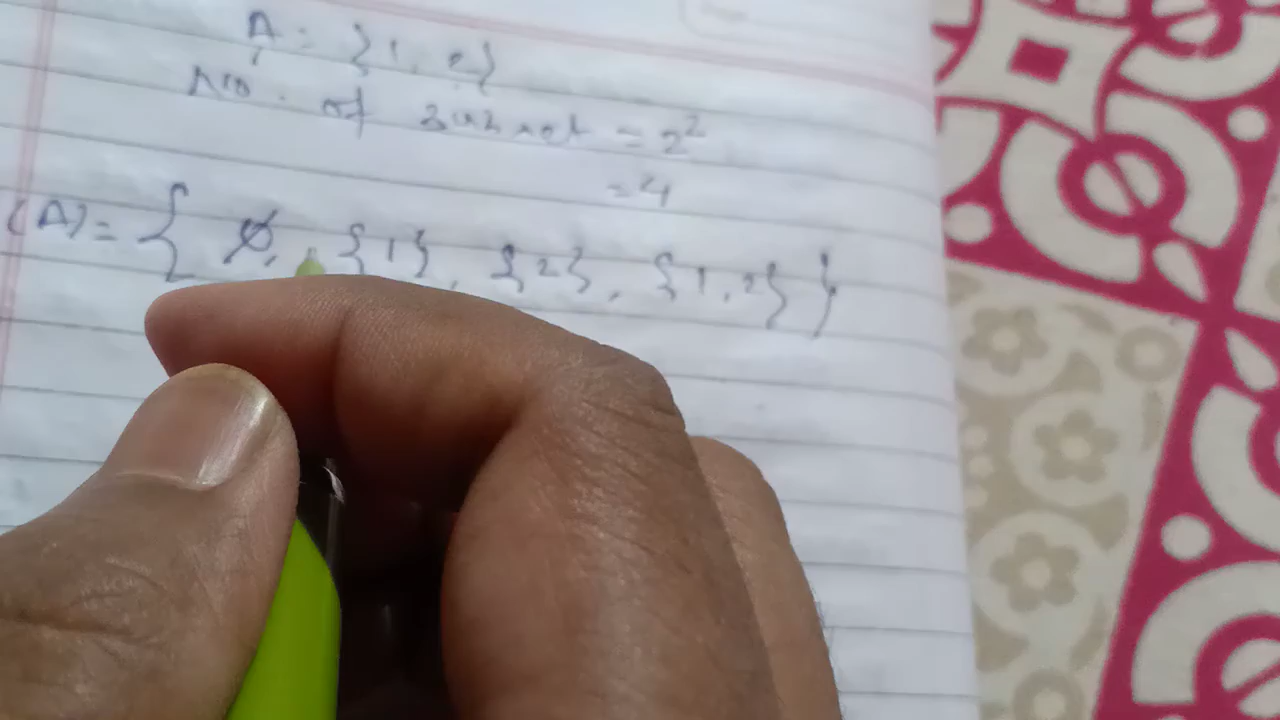 A = {1, 2}
No. of subset = 2²
= 4
(A) = { ∅, {1}, {2}, {1,2} }